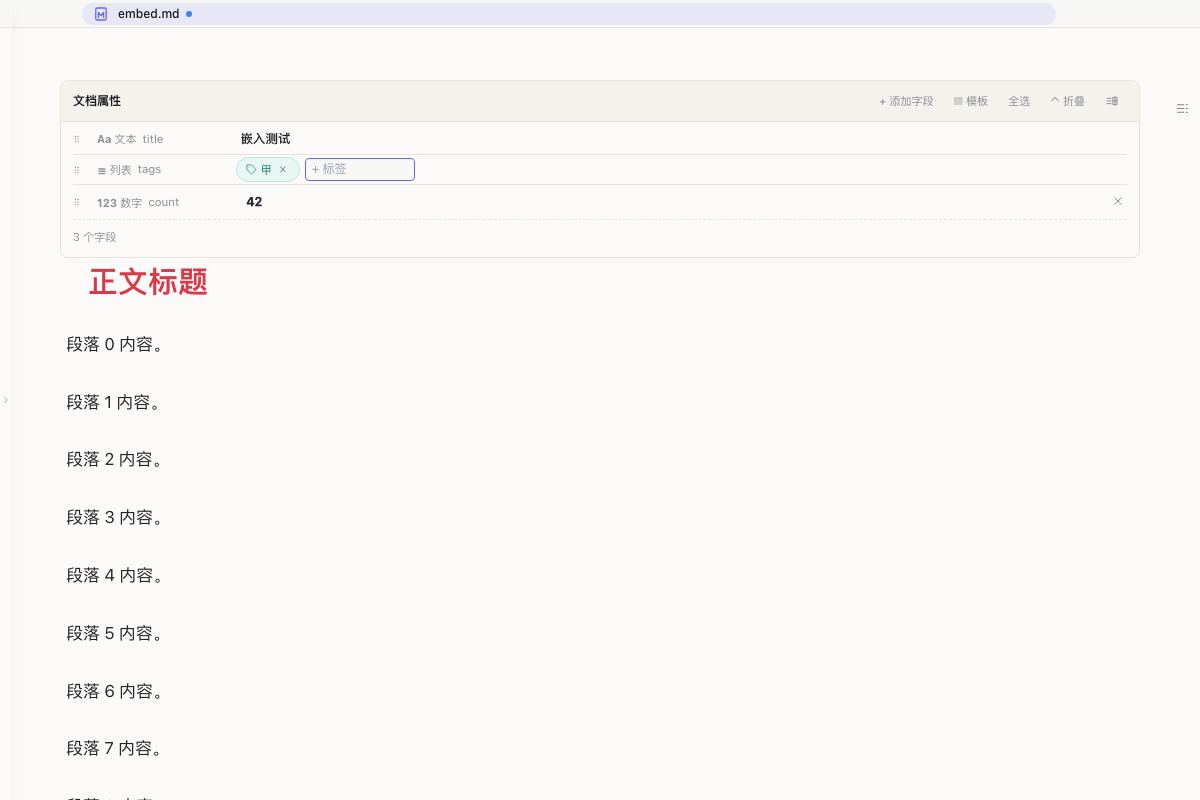 embed.md
文档属性 + 添加字段 模板 全选 折叠
Aa 文本 title 嵌入测试
列表 tags 甲 × + 标签
123 数字 count 42
3 个字段
正文标题
段落 0 内容。
段落 1 内容。
段落 2 内容。
段落 3 内容。
段落 4 内容。
段落 5 内容。
段落 6 内容。
段落 7 内容。